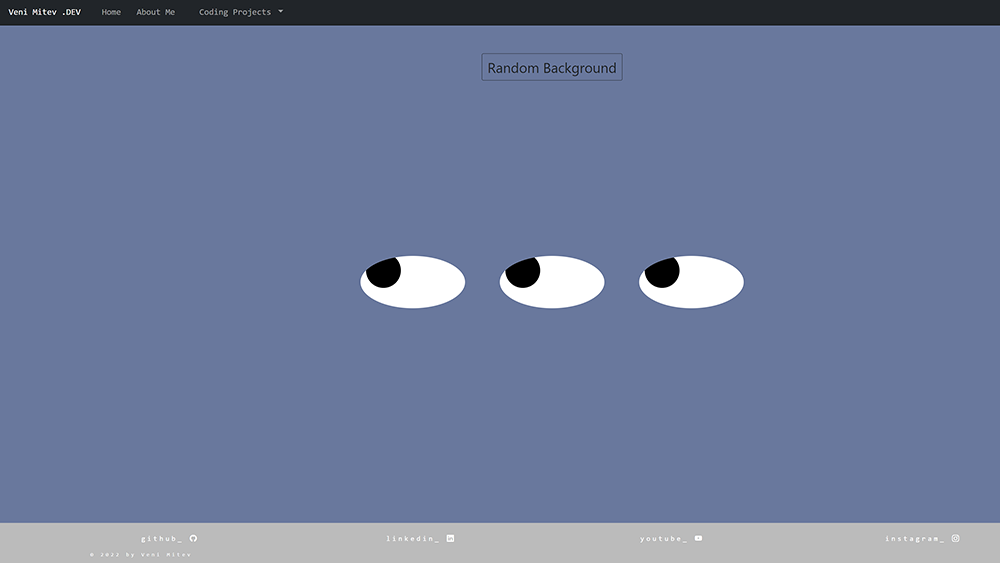 Veni Mitev .DEV Home About Me Coding Projects
Random Background
github_ linkedin_ youtube_ instagram_
© 2022 by Veni Mitev